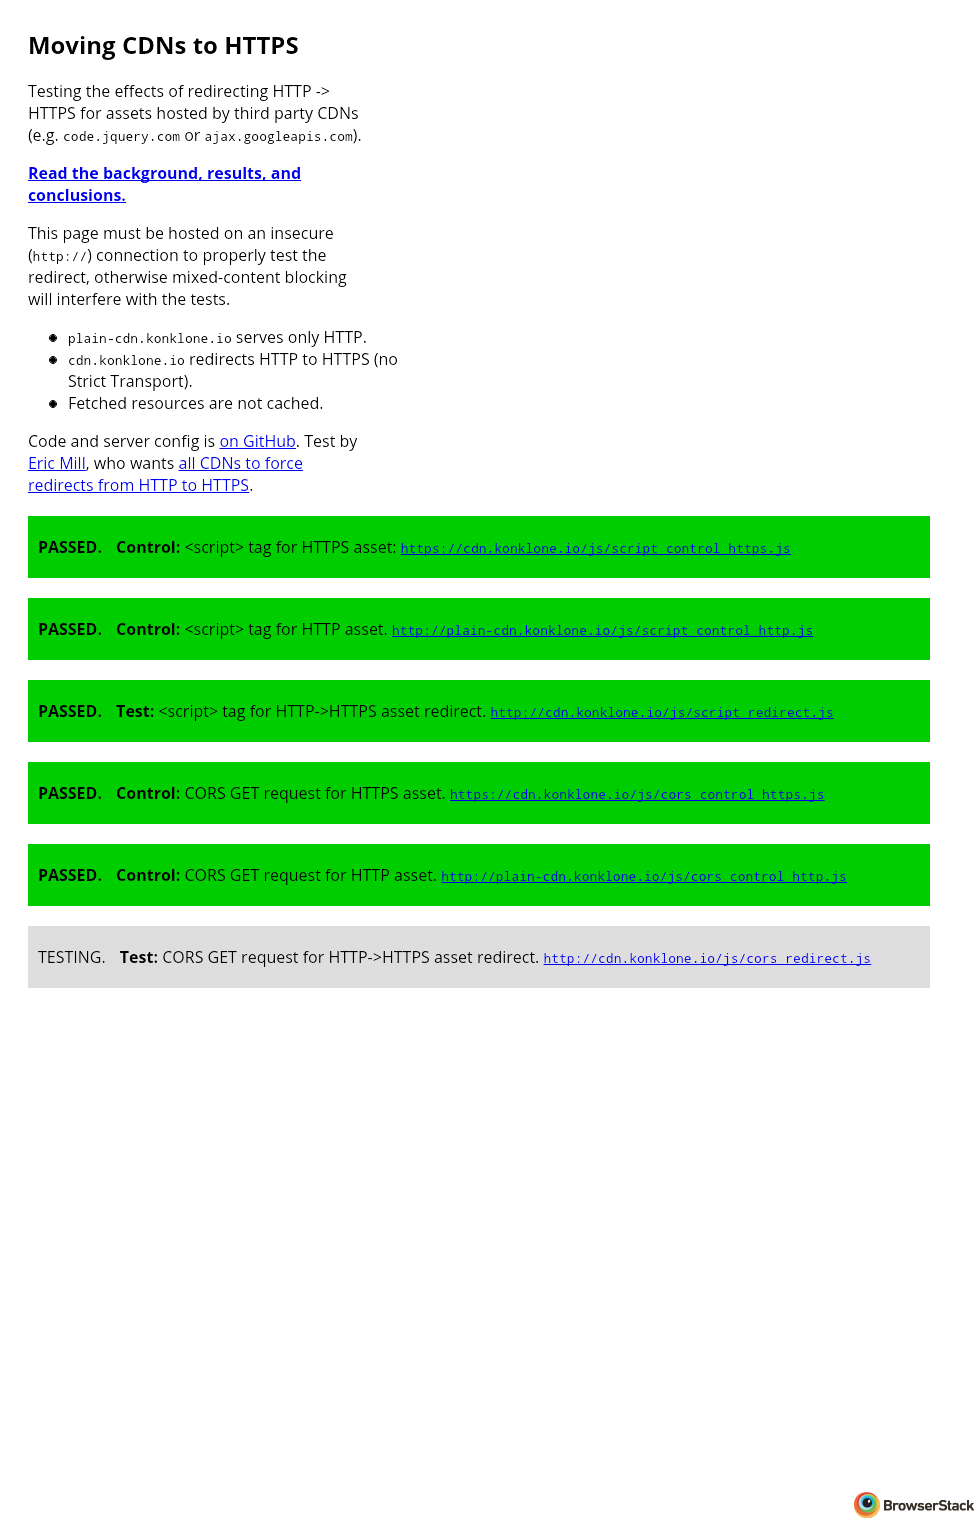 Moving CDNs to HTTPS
Testing the effects of redirecting HTTP ->
HTTPS for assets hosted by third party CDNs
(e.g. code.jquery.com or ajax.googleapis.com).
Read the background, results, and
conclusions.
This page must be hosted on an insecure
(http://) connection to properly test the
redirect, otherwise mixed-content blocking
will interfere with the tests.
plain-cdn.konklone.io serves only HTTP.
cdn.konklone.io redirects HTTP to HTTPS (no
Strict Transport).
Fetched resources are not cached.
Code and server config is on GitHub. Test by
Eric Mill, who wants all CDNs to force
redirects from HTTP to HTTPS.
PASSED. Control: <script> tag for HTTPS asset: https://cdn.konklone.io/js/script_control_https.js
PASSED. Control: <script> tag for HTTP asset. http://plain-cdn.konklone.io/js/script_control_http.js
PASSED. Test: <script> tag for HTTP->HTTPS asset redirect. http://cdn.konklone.io/js/script_redirect.js
PASSED. Control: CORS GET request for HTTPS asset. https://cdn.konklone.io/js/cors_control_https.js
PASSED. Control: CORS GET request for HTTP asset. http://plain-cdn.konklone.io/js/cors_control_http.js
TESTING. Test: CORS GET request for HTTP->HTTPS asset redirect. http://cdn.konklone.io/js/cors_redirect.js
BrowserStack